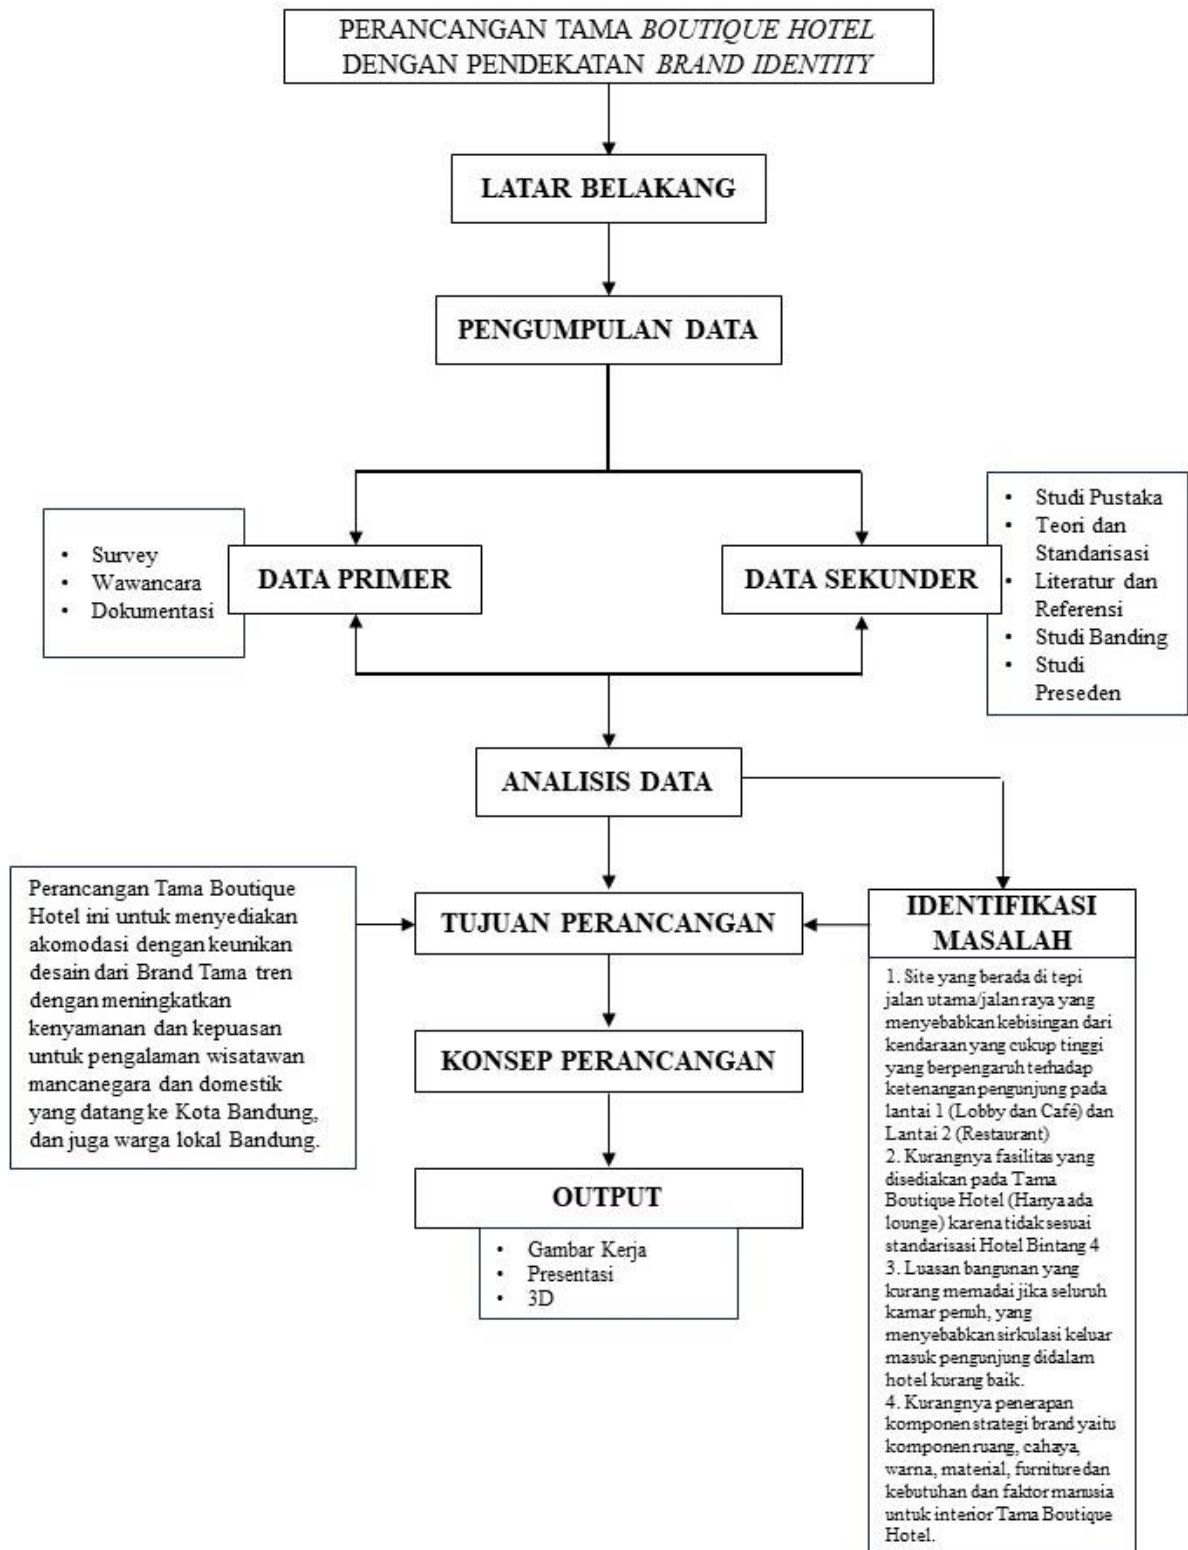 PERANCANGAN TAMA BOUTIQUE HOTEL
DENGAN PENDEKATAN BRAND IDENTITY
LATAR BELAKANG
PENGUMPULAN DATA
• Survey
• Wawancara
• Dokumentasi
DATA PRIMER
DATA SEKUNDER
• Studi Pustaka
• Teori dan
Standarisasi
• Literatur dan
Referensi
• Studi Banding
• Studi
Preseden
ANALISIS DATA
Perancangan Tama Boutique
Hotel ini untuk menyediakan
akomodasi dengan keunikan
desain dari Brand Tama tren
dengan meningkatkan
kenyamanan dan kepuasan
untuk pengalaman wisatawan
mancanegara dan domestik
yang datang ke Kota Bandung,
dan juga warga lokal Bandung.
TUJUAN PERANCANGAN
IDENTIFIKASI
MASALAH
1. Site yang berada di tepi
jalan utama/jalan raya yang
menyebabkan kebisingan dari
kendaraan yang cukup tinggi
yang berpengaruh terhadap
ketenangan pengunjung pada
lantai 1 (Lobby dan Café) dan
Lantai 2 (Restaurant)
2. Kurangnya fasilitas yang
disediakan pada Tama
Boutique Hotel (Hanya ada
lounge) karena tidak sesuai
standarisasi Hotel Bintang 4
3. Luasan bangunan yang
kurang memadai jika seluruh
kamar penuh, yang
menyebabkan sirkulasi keluar
masuk pengunjung didalam
hotel kurang baik.
4. Kurangnya penerapan
komponen strategi brand yaitu
komponen ruang, cahaya,
warna, material, furniture dan
kebutuhan dan faktor manusia
untuk interior Tama Boutique
Hotel.
KONSEP PERANCANGAN
OUTPUT
• Gambar Kerja
• Presentasi
• 3D